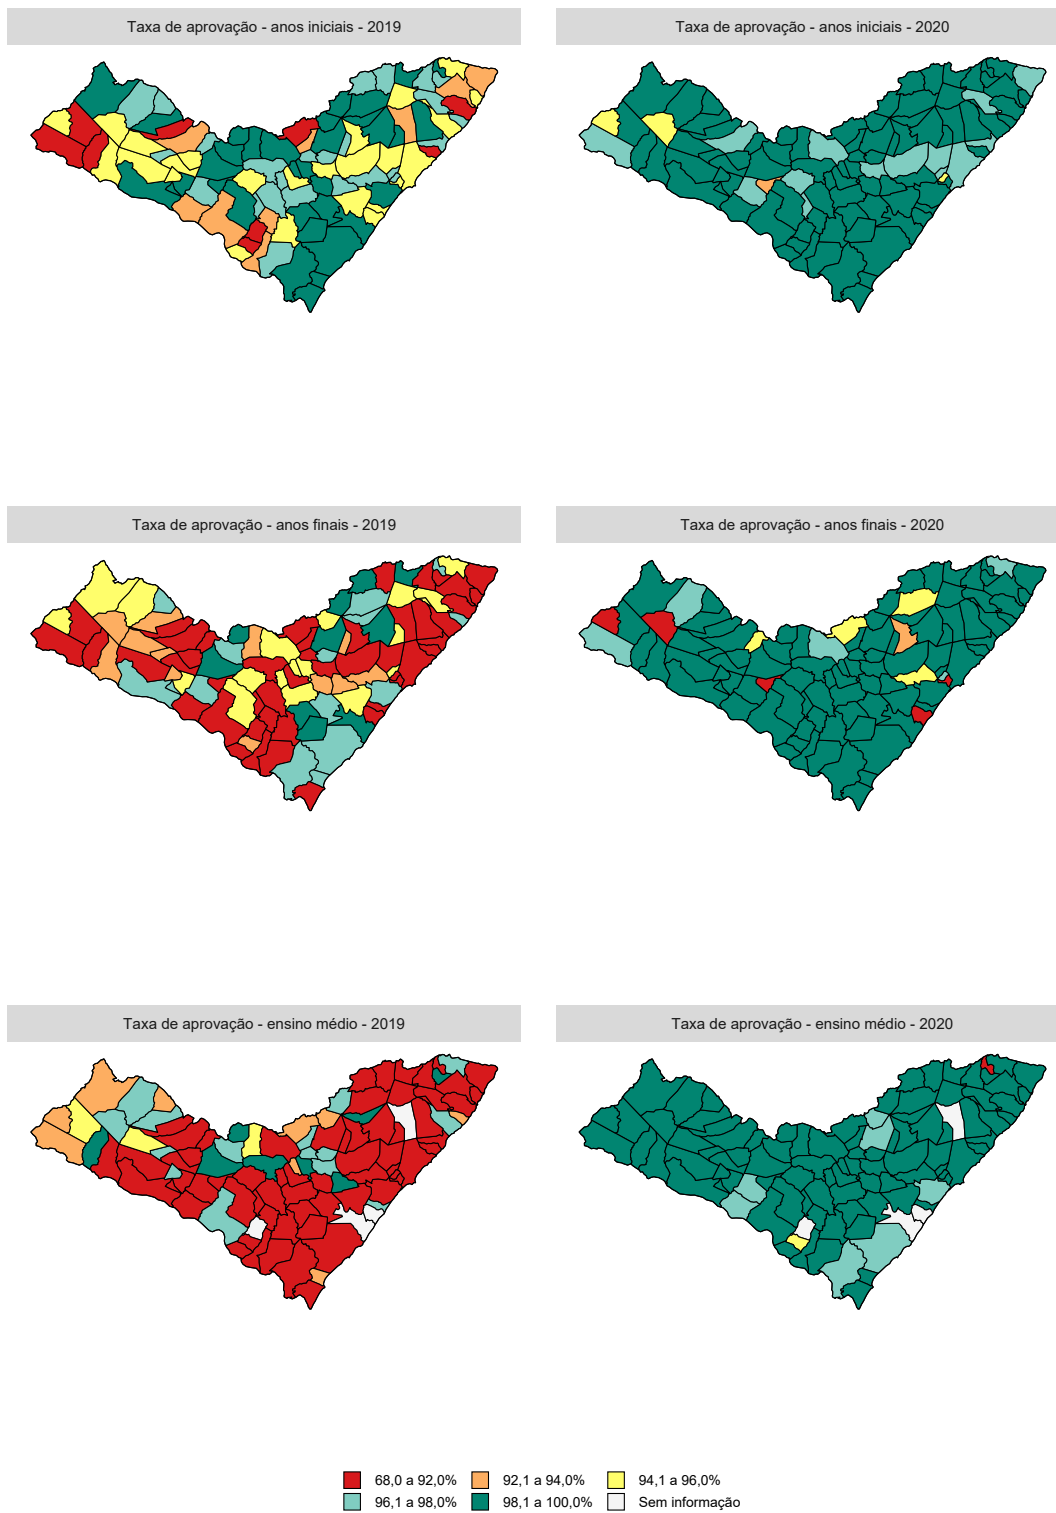 Taxa de aprovação - anos iniciais - 2019
Taxa de aprovação - anos iniciais - 2020
Taxa de aprovação - anos finais - 2019
Taxa de aprovação - anos finais - 2020
Taxa de aprovação - ensino médio - 2019
Taxa de aprovação - ensino médio - 2020
68,0 a 92,0% 92,1 a 94,0% 94,1 a 96,0%
96,1 a 98,0% 98,1 a 100,0% Sem informação